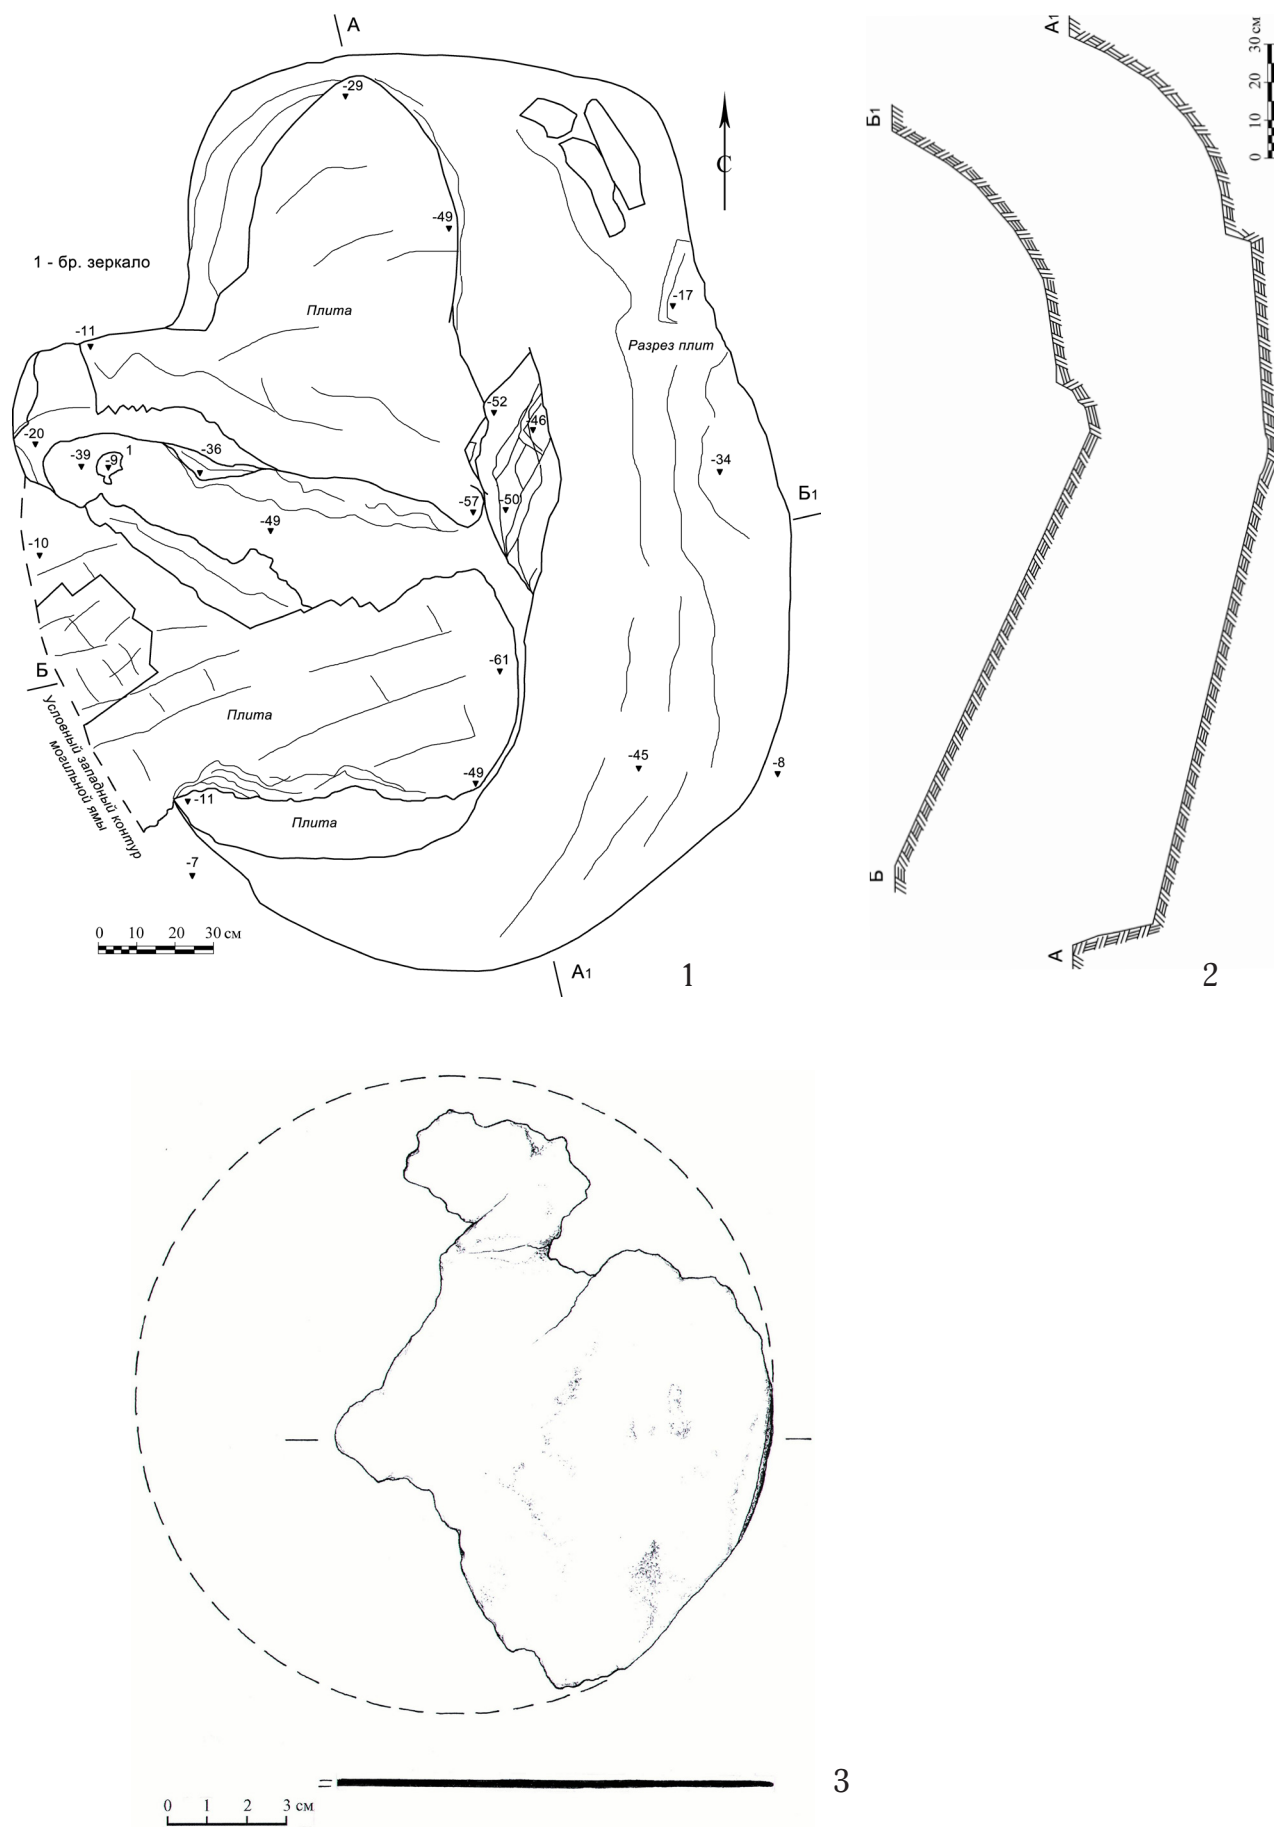 А
-29
С
-49
1 - бр. зеркало
-17
Плита
-11
Разрез плит
-52
-46
-20
-36
-39
-9
1
-34
-57
-50
Б1
-49
-10
-61
Б
Плита
Условный западный контур
могильной ямы
-45
-8
-49
-11
Плита
-7
0 10 20 30 см
А1
1
А1
30 см
20
10
0
Б1
Б
А
2
3
0 1 2 3 см